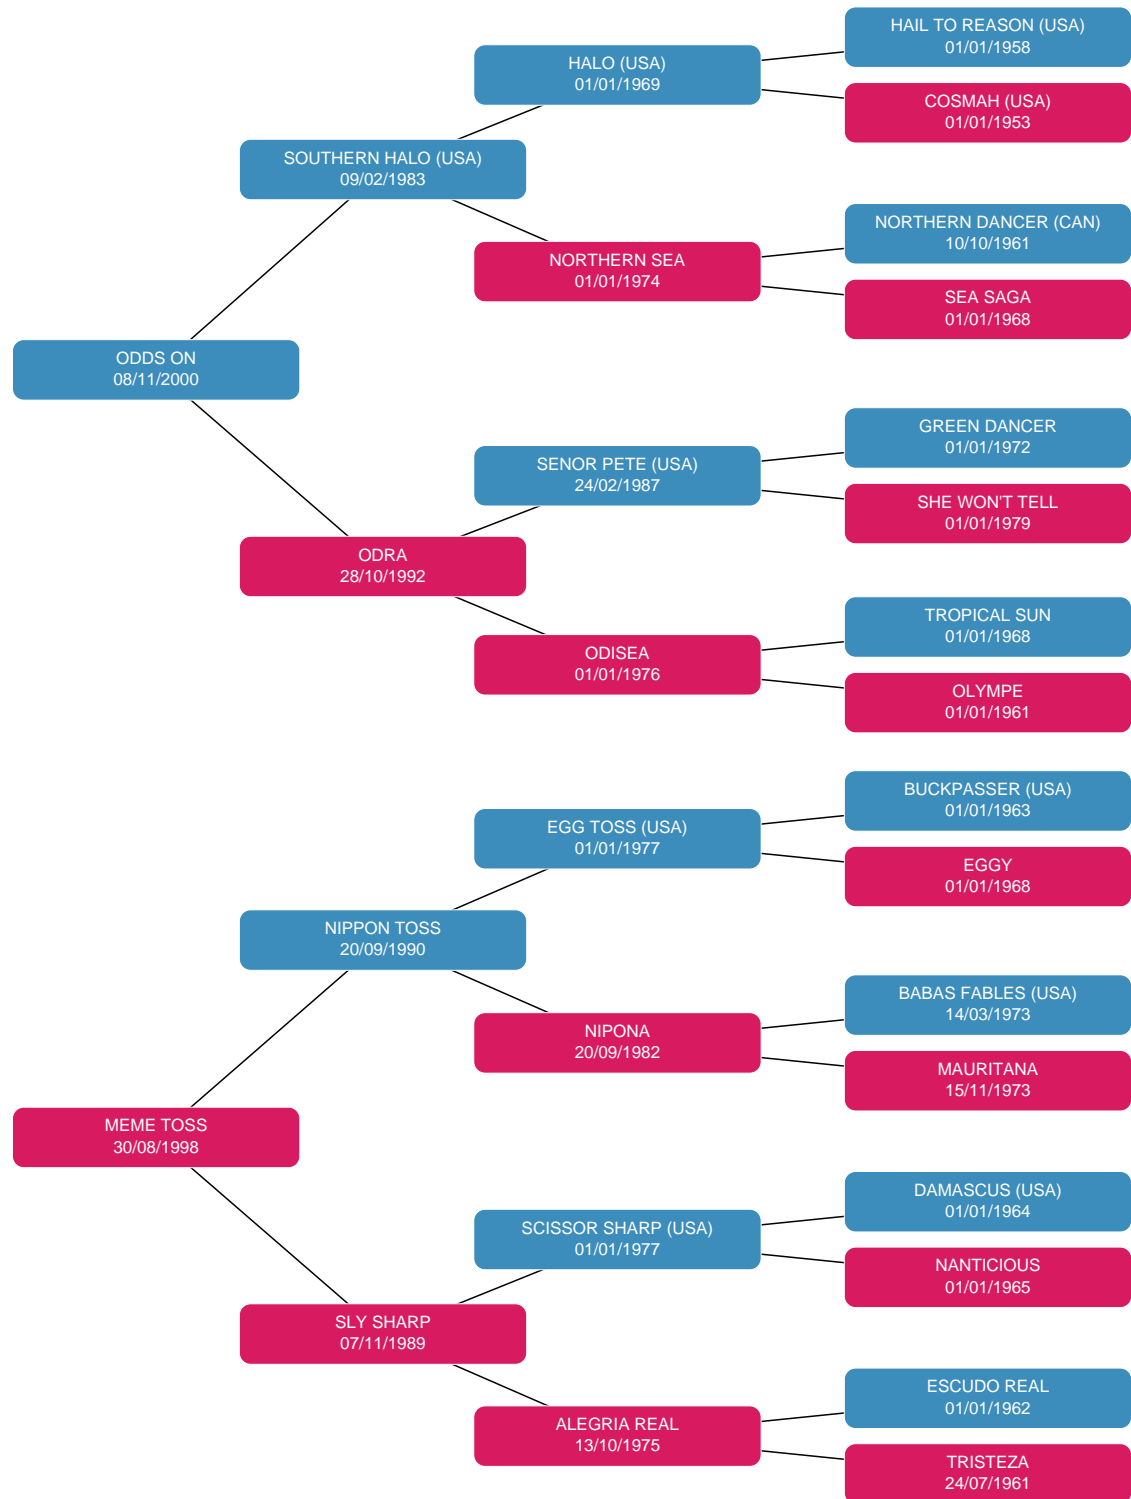 HAIL TO REASON (USA)
01/01/1958
HALO (USA)
01/01/1969
COSMAH (USA)
01/01/1953
SOUTHERN HALO (USA)
09/02/1983
NORTHERN DANCER (CAN)
10/10/1961
NORTHERN SEA
01/01/1974
SEA SAGA
01/01/1968
ODDS ON
08/11/2000
GREEN DANCER
01/01/1972
SENOR PETE (USA)
24/02/1987
SHE WON'T TELL
01/01/1979
ODRA
28/10/1992
TROPICAL SUN
01/01/1968
ODISEA
01/01/1976
OLYMPE
01/01/1961
BUCKPASSER (USA)
01/01/1963
EGG TOSS (USA)
01/01/1977
EGGY
01/01/1968
NIPPON TOSS
20/09/1990
BABAS FABLES (USA)
14/03/1973
NIPONA
20/09/1982
MAURITANA
15/11/1973
MEME TOSS
30/08/1998
DAMASCUS (USA)
01/01/1964
SCISSOR SHARP (USA)
01/01/1977
NANTICIOUS
01/01/1965
SLY SHARP
07/11/1989
ESCUDO REAL
01/01/1962
ALEGRIA REAL
13/10/1975
TRISTEZA
24/07/1961